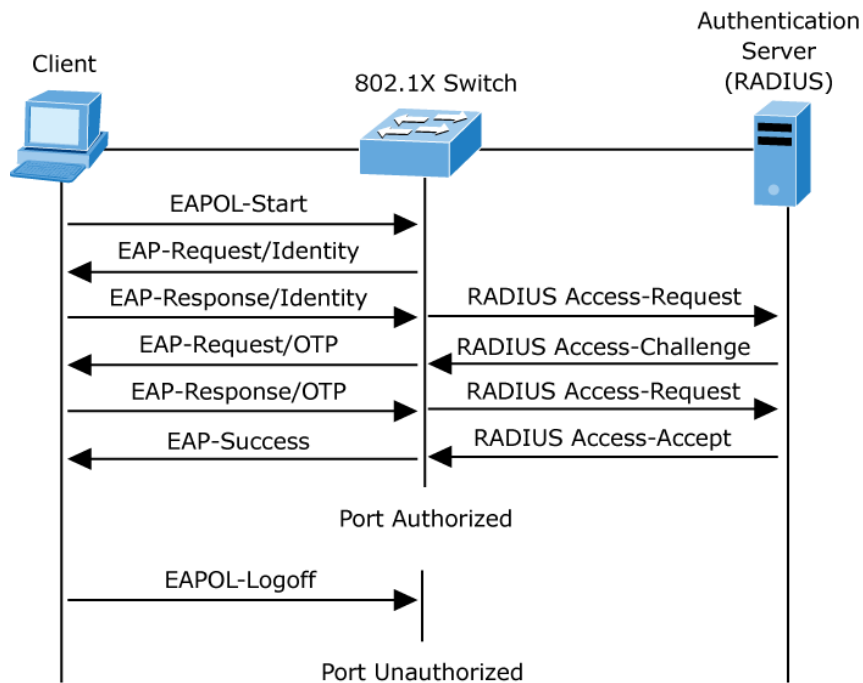 Authentication
Server
(RADIUS)
Client
802.1X Switch
EAPOL-Start
EAP-Request/Identity
EAP-Response/Identity
RADIUS Access-Request
EAP-Request/OTP
RADIUS Access-Challenge
EAP-Response/OTP
RADIUS Access-Request
EAP-Success
RADIUS Access-Accept
Port Authorized
EAPOL-Logoff
Port Unauthorized